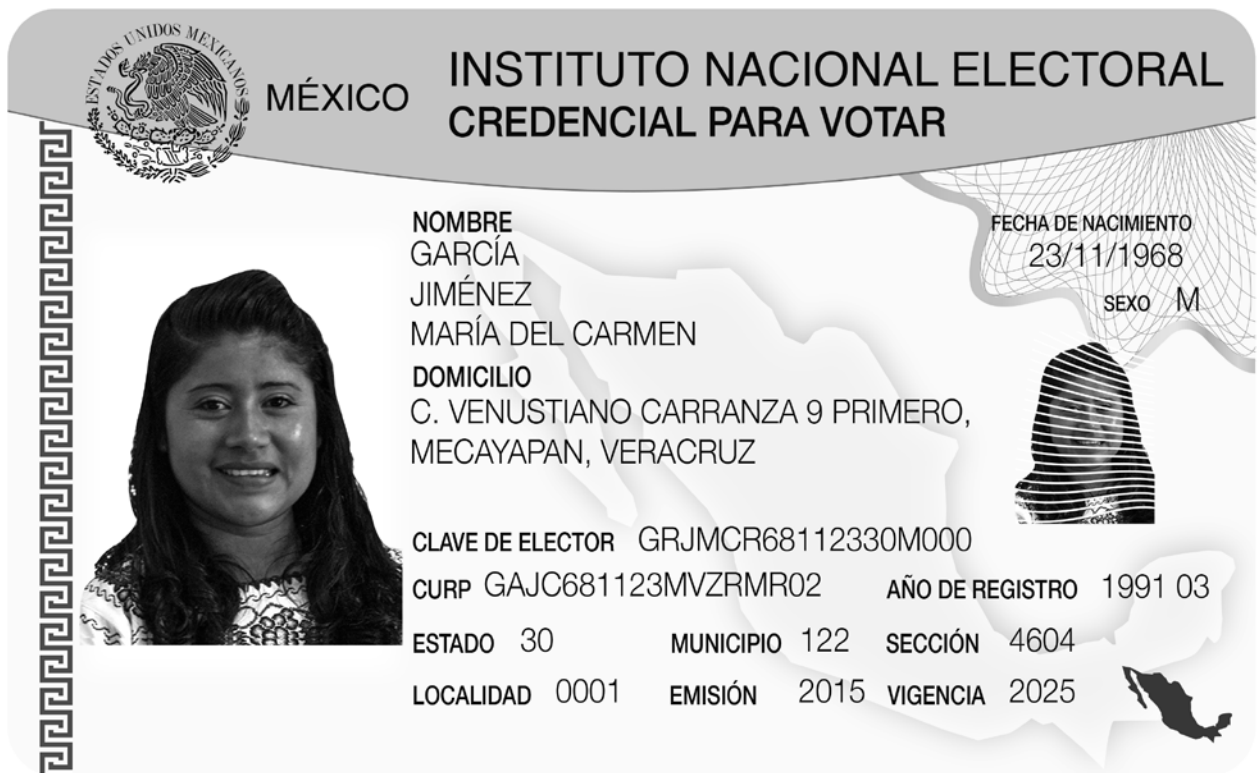 ESTADOS UNIDOS MEXICANOS
MÉXICO
INSTITUTO NACIONAL ELECTORAL
CREDENCIAL PARA VOTAR
NOMBRE
GARCÍA
JIMÉNEZ
MARÍA DEL CARMEN
FECHA DE NACIMIENTO
23/11/1968
SEXO M
DOMICILIO
C. VENUSTIANO CARRANZA 9 PRIMERO,
MECAYAPAN, VERACRUZ
CLAVE DE ELECTOR GRJMCR68112330M000
CURP GAJC681123MVZRMR02 AÑO DE REGISTRO 1991 03
ESTADO 30 MUNICIPIO 122 SECCIÓN 4604
LOCALIDAD 0001 EMISIÓN 2015 VIGENCIA 2025